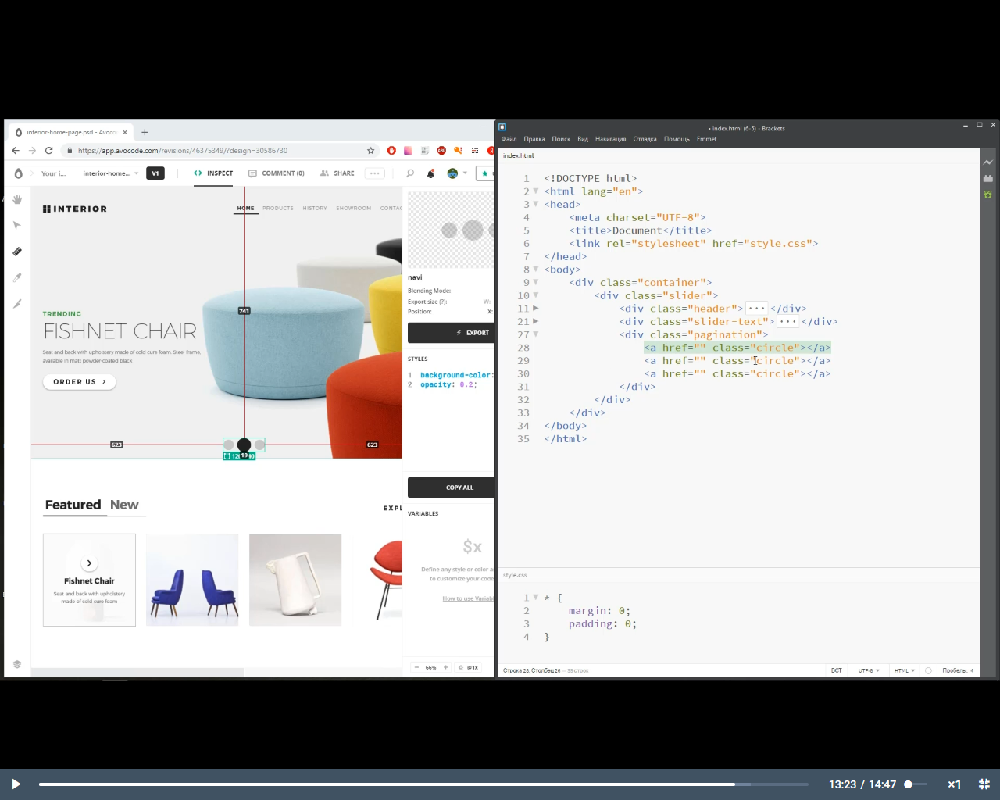 interior-home-page.psd - Avoco
https://app.avocode.com/revisions/46375349/?design=30586730
Your i...
interior-home...
V1
INSPECT
COMMENT (0)
SHARE
INTERIOR
HOME
PRODUCTS
HISTORY
SHOWROOM
CONTAC
741
TRENDING
FISHNET CHAIR
Seat and back with upholstery made of cold cure foam. Steel frame,
available in matt powder-coated black
ORDER US
623
623
19
Featured
New
EXPL
Fishnet Chair
Seat and back with upholstery
made of cold cure foam
navi
Blending Mode:
Export size (?):
W:
Position:
X:
EXPORT
STYLES
1 background-color:
2 opacity: 0.2;
COPY ALL
VARIABLES
$x
Define any style or color a
to customize your code
How to use Variabl
66%
@1x
• index.html (6-5) - Brackets
Файл Правка Поиск Вид Навигация Отладка Помощь Emmet
index.html
1 <!DOCTYPE html>
2 <html lang="en">
3 <head>
4 <meta charset="UTF-8">
5 <title>Document</title>
6 <link rel="stylesheet" href="style.css">
7 </head>
8 <body>
9 <div class="container">
10 <div class="slider">
11 <div class="header">...</div>
21 <div class="slider-text">...</div>
27 <div class="pagination">
28 <a href="" class="circle"></a>
29 <a href="" class="circle"></a>
30 <a href="" class="circle"></a>
31 </div>
32 </div>
33 </div>
34 </body>
35 </html>
style.css
1 * {
2 margin: 0;
3 padding: 0;
4 }
Строка 28, Столбец 26 — 35 строк
ВСТ
UTF-8
HTML
Пробелы: 4
13:23 / 14:47
×1